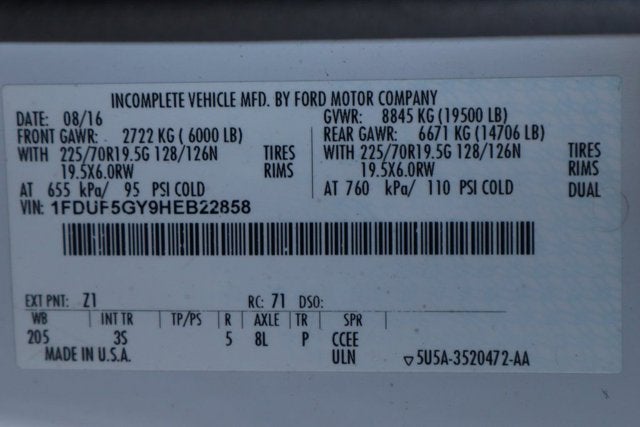 INCOMPLETE VEHICLE MFD. BY FORD MOTOR COMPANY
DATE: 08/16 GVWR: 8845 KG (19500 LB)
FRONT GAWR: 2722 KG ( 6000 LB) REAR GAWR: 6671 KG (14706 LB)
WITH 225/70R19.5G 128/126N TIRES WITH 225/70R19.5G 128/126N TIRES
19.5X6.0RW RIMS 19.5X6.0RW RIMS
AT 655 kPa/ 95 PSI COLD AT 760 kPa/ 110 PSI COLD DUAL
VIN: 1FDUF5GY9HEB22858
EXT PNT: Z1 RC: 71 DSO:
WB INT TR TP/PS R AXLE TR SPR
205 3S 5 8L P CCEE
MADE IN U.S.A. ULN ▽5U5A-3520472-AA